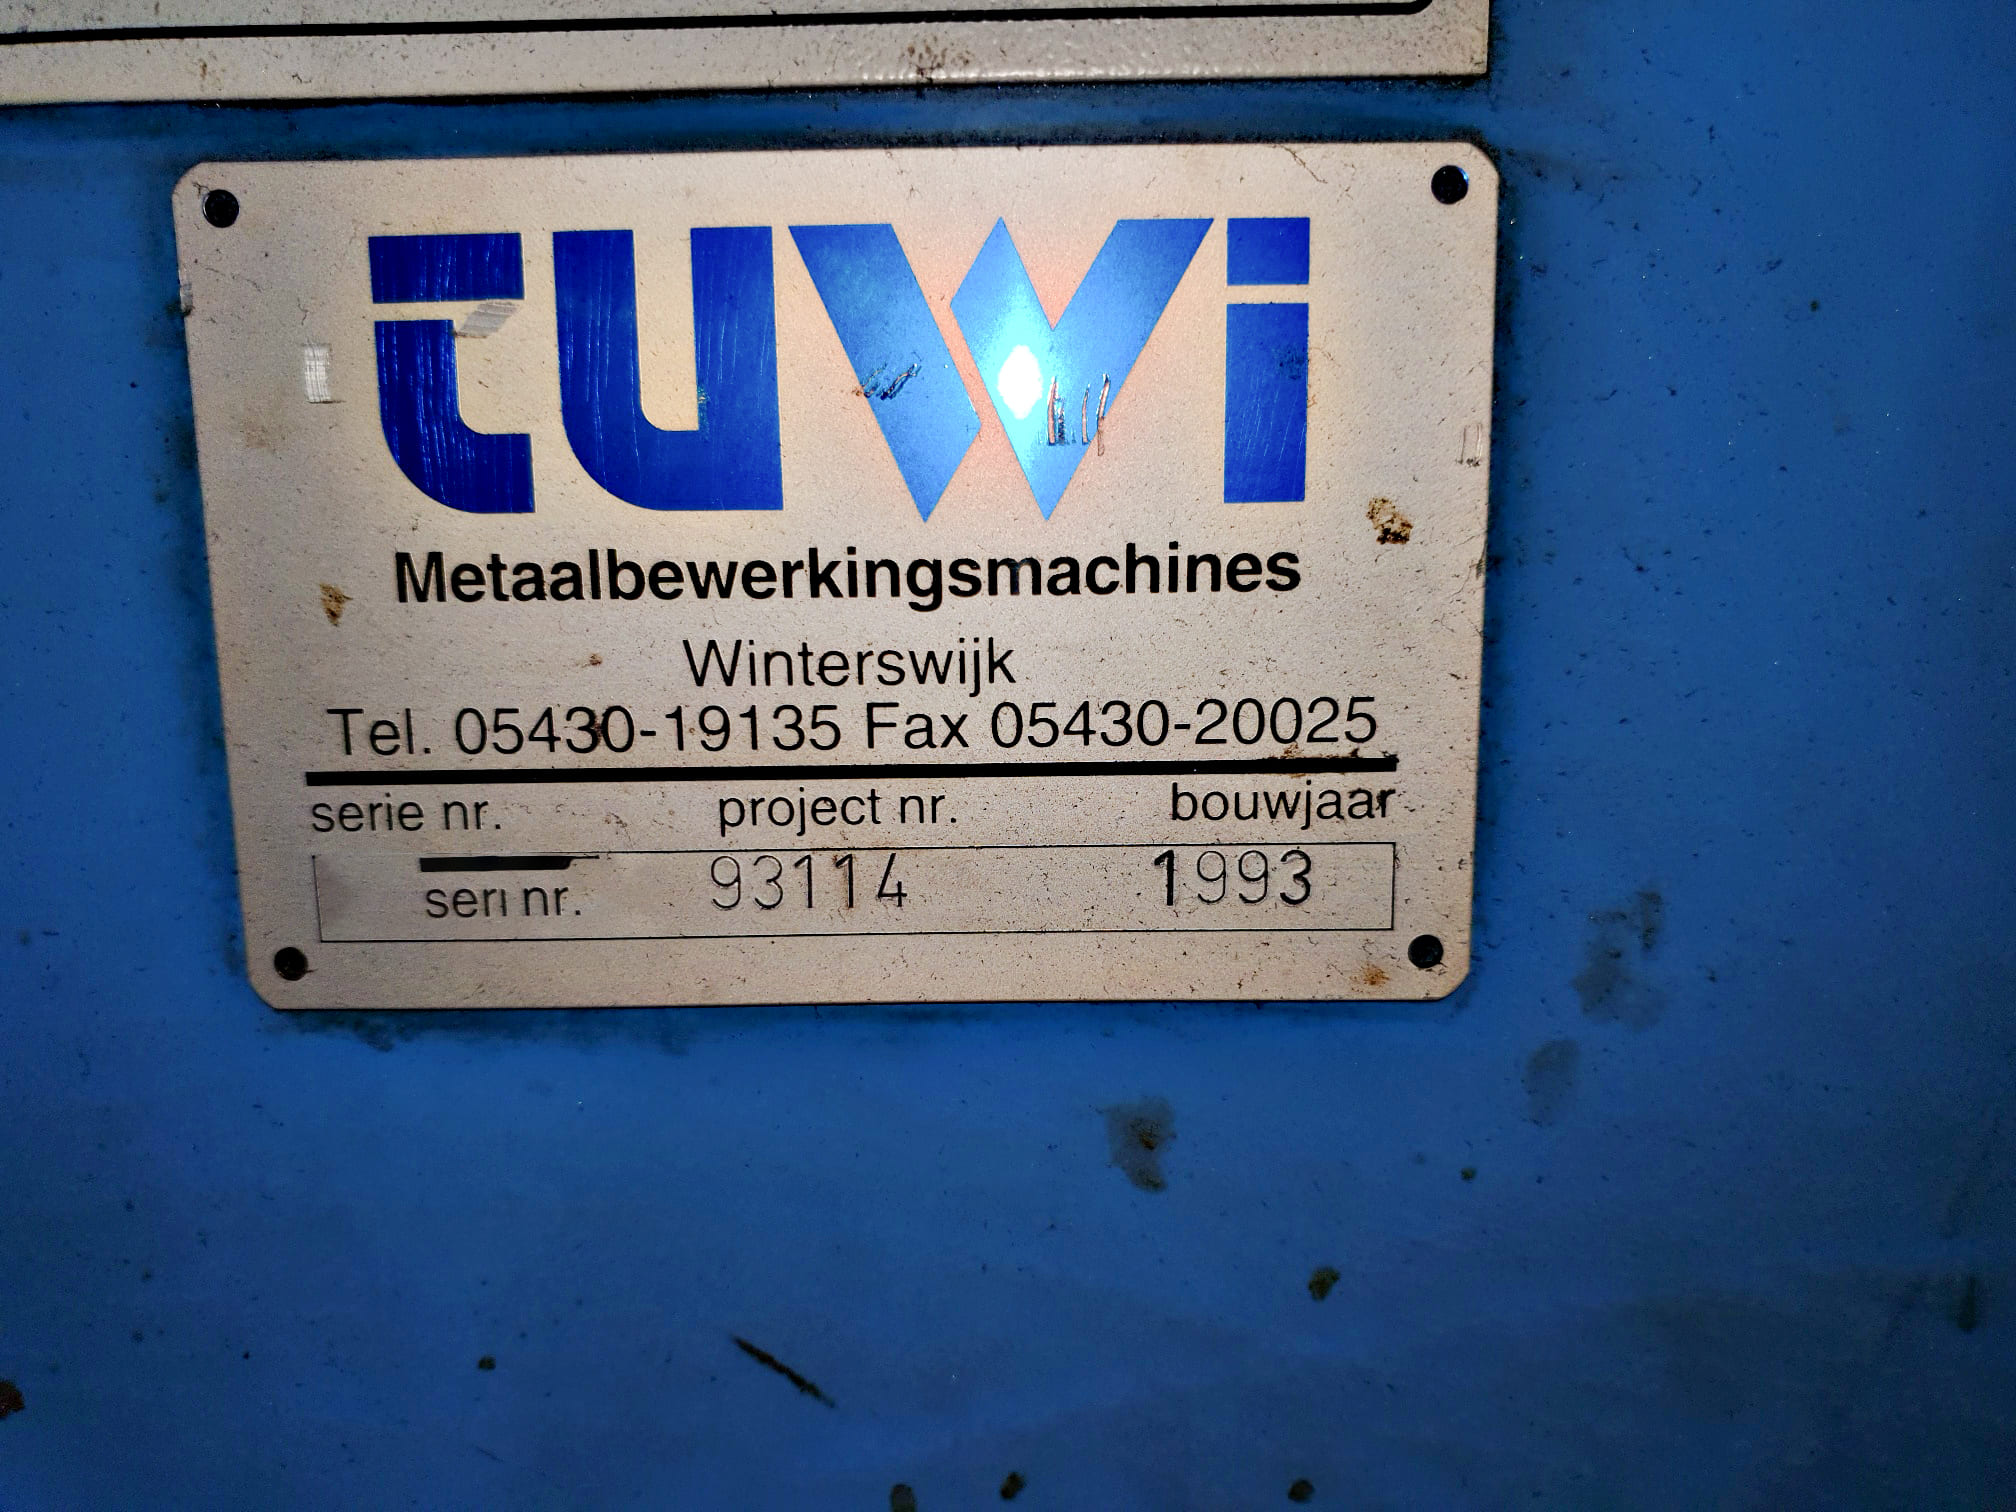 tuwi
Metaalbewerkingsmachines
Winterswijk
Tel. 05430-19135 Fax 05430-20025
serie nr. project nr. bouwjaar
seri nr. 93114 1993